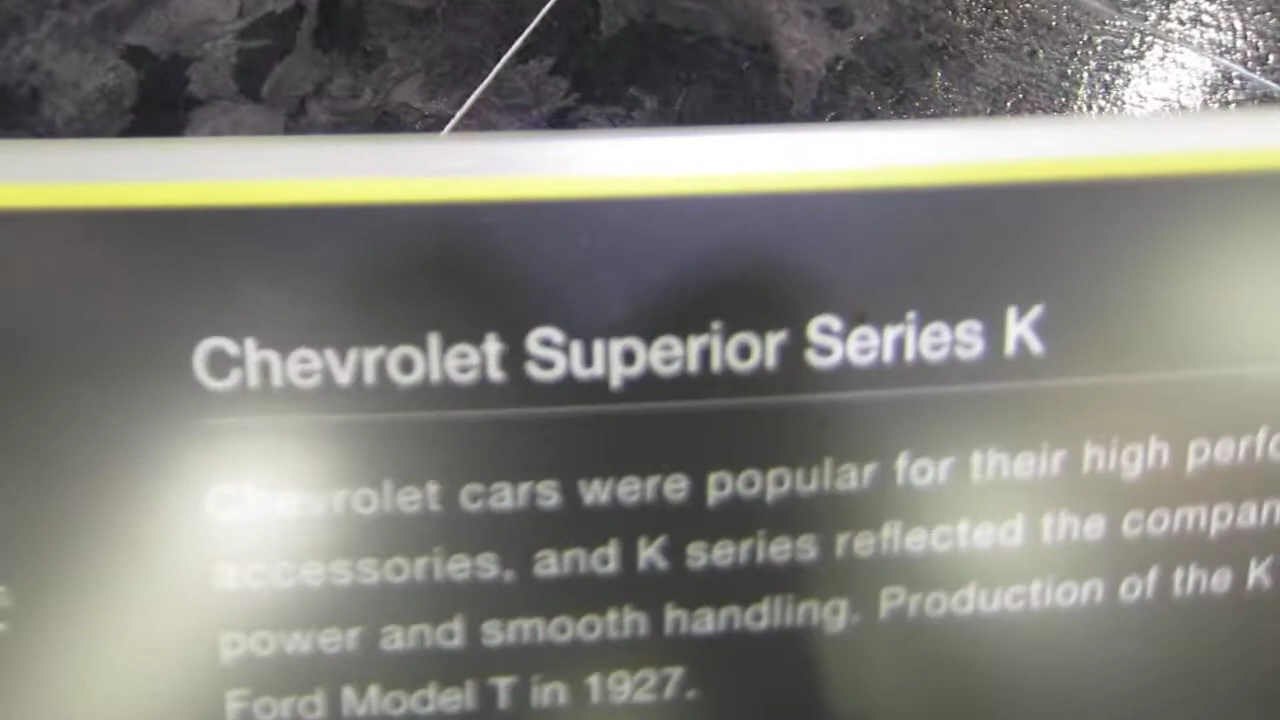 Chevrolet Superior Series K
Chevrolet cars were popular for their high perfo
accessories, and K series reflected the compan
power and smooth handling. Production of the K
Ford Model T in 1927.